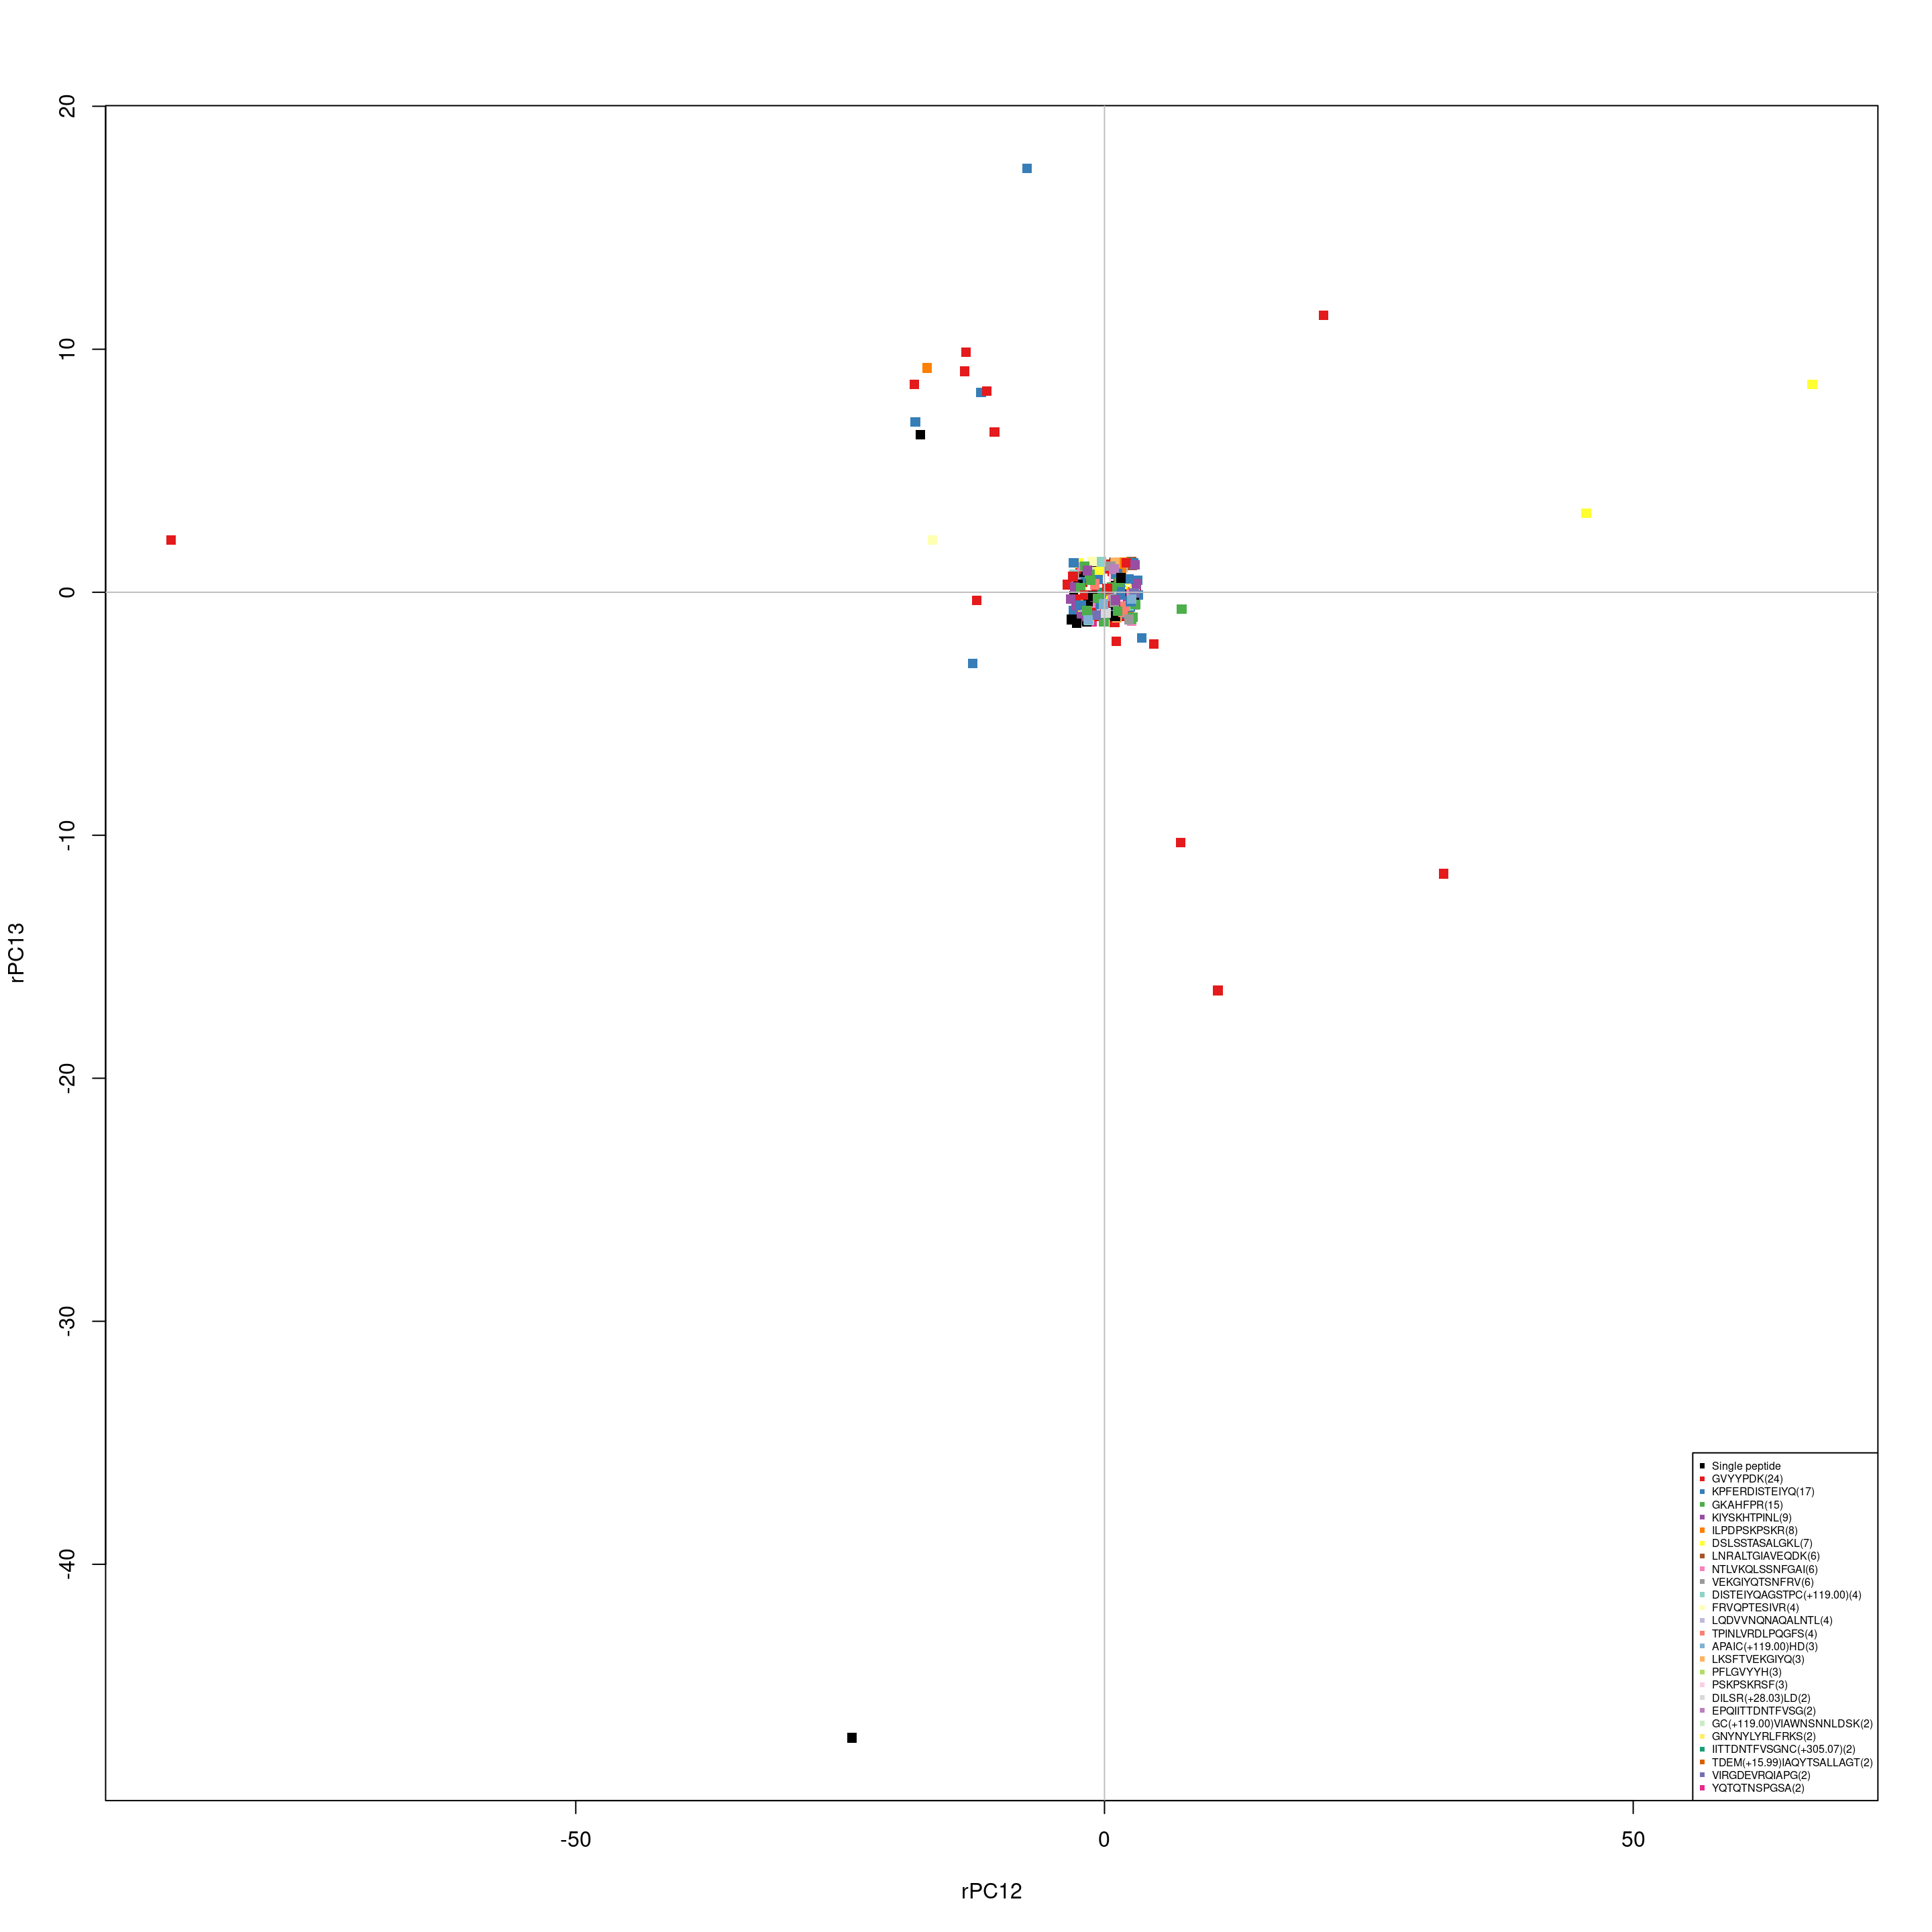 20
10
0
-10
-20
-30
-40
rPC13
-50
0
50
rPC12
Single peptide
GVYYPDK(24)
KPFERDISTEIYQ(17)
GKAHFPR(15)
KIYSKHTPINL(9)
ILPDPSKPSKR(8)
DSLSSTASALGKL(7)
LNRALTGIAVEQDK(6)
NTLVKQLSSNFGAI(6)
VEKGIYQTSNFRV(6)
DISTEIYQAGSTPC(+119.00)(4)
FRVQPTESIVR(4)
LQDVVNQNAQALNTL(4)
TPINLVRDLPQGFS(4)
APAIC(+119.00)HD(3)
LKSFTVEKGIYQ(3)
PFLGVYYH(3)
PSKPSKRSF(3)
DILSR(+28.03)LD(2)
EPQIITTDNTFVSG(2)
GC(+119.00)VIAWNSNNLDSK(2)
GNYNYLYRLFRKS(2)
IITTDNTFVSGNC(+305.07)(2)
TDEM(+15.99)IAQYTSALLAGT(2)
VIRGDEVRQIAPG(2)
YQTQTNSPGSA(2)